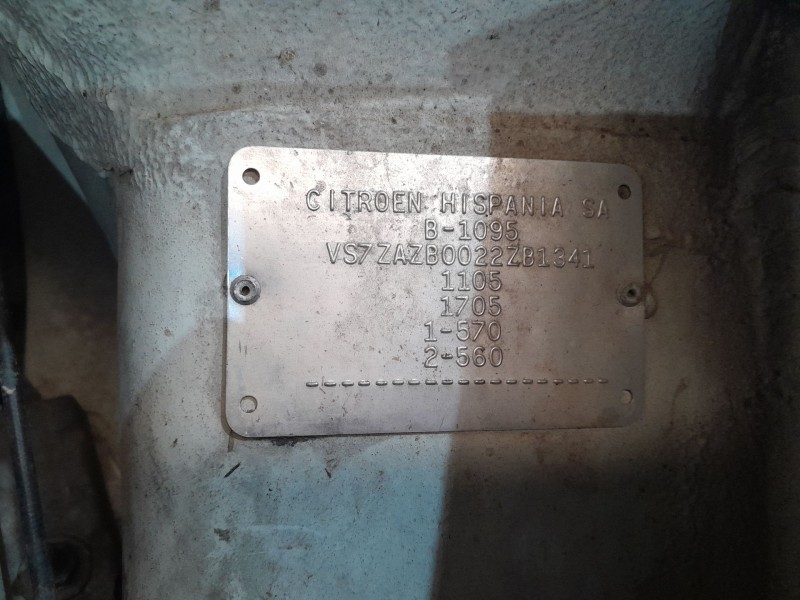 CITROEN HISPANIA SA
B-1095
VS7ZAZB0022ZB1341
1105
1705
1-570
2-560
--------------------------